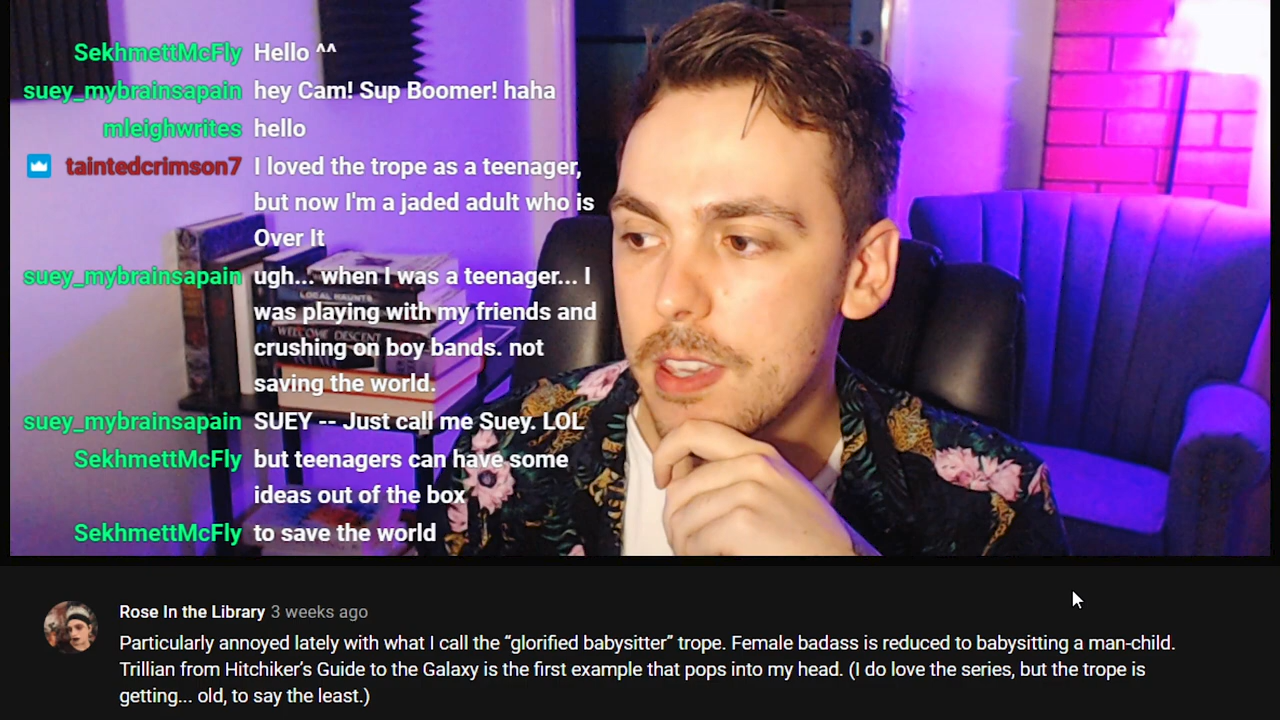 SekhmettMcFly Hello ^^
suey_mybrainsapain hey Cam! Sup Boomer! haha
mleighwrites hello
taintedcrimson7 I loved the trope as a teenager,
but now I'm a jaded adult who is
Over It
suey_mybrainsapain ugh... when I was a teenager... I
was playing with my friends and
crushing on boy bands. not
saving the world.
suey_mybrainsapain SUEY -- Just call me Suey. LOL
SekhmettMcFly but teenagers can have some
ideas out of the box
SekhmettMcFly to save the world
LOCAL HAUNTS
WELCOME DESCENT
Rose In the Library 3 weeks ago
Particularly annoyed lately with what I call the “glorified babysitter” trope. Female badass is reduced to babysitting a man-child.
Trillian from Hitchiker’s Guide to the Galaxy is the first example that pops into my head. (I do love the series, but the trope is
getting... old, to say the least.)